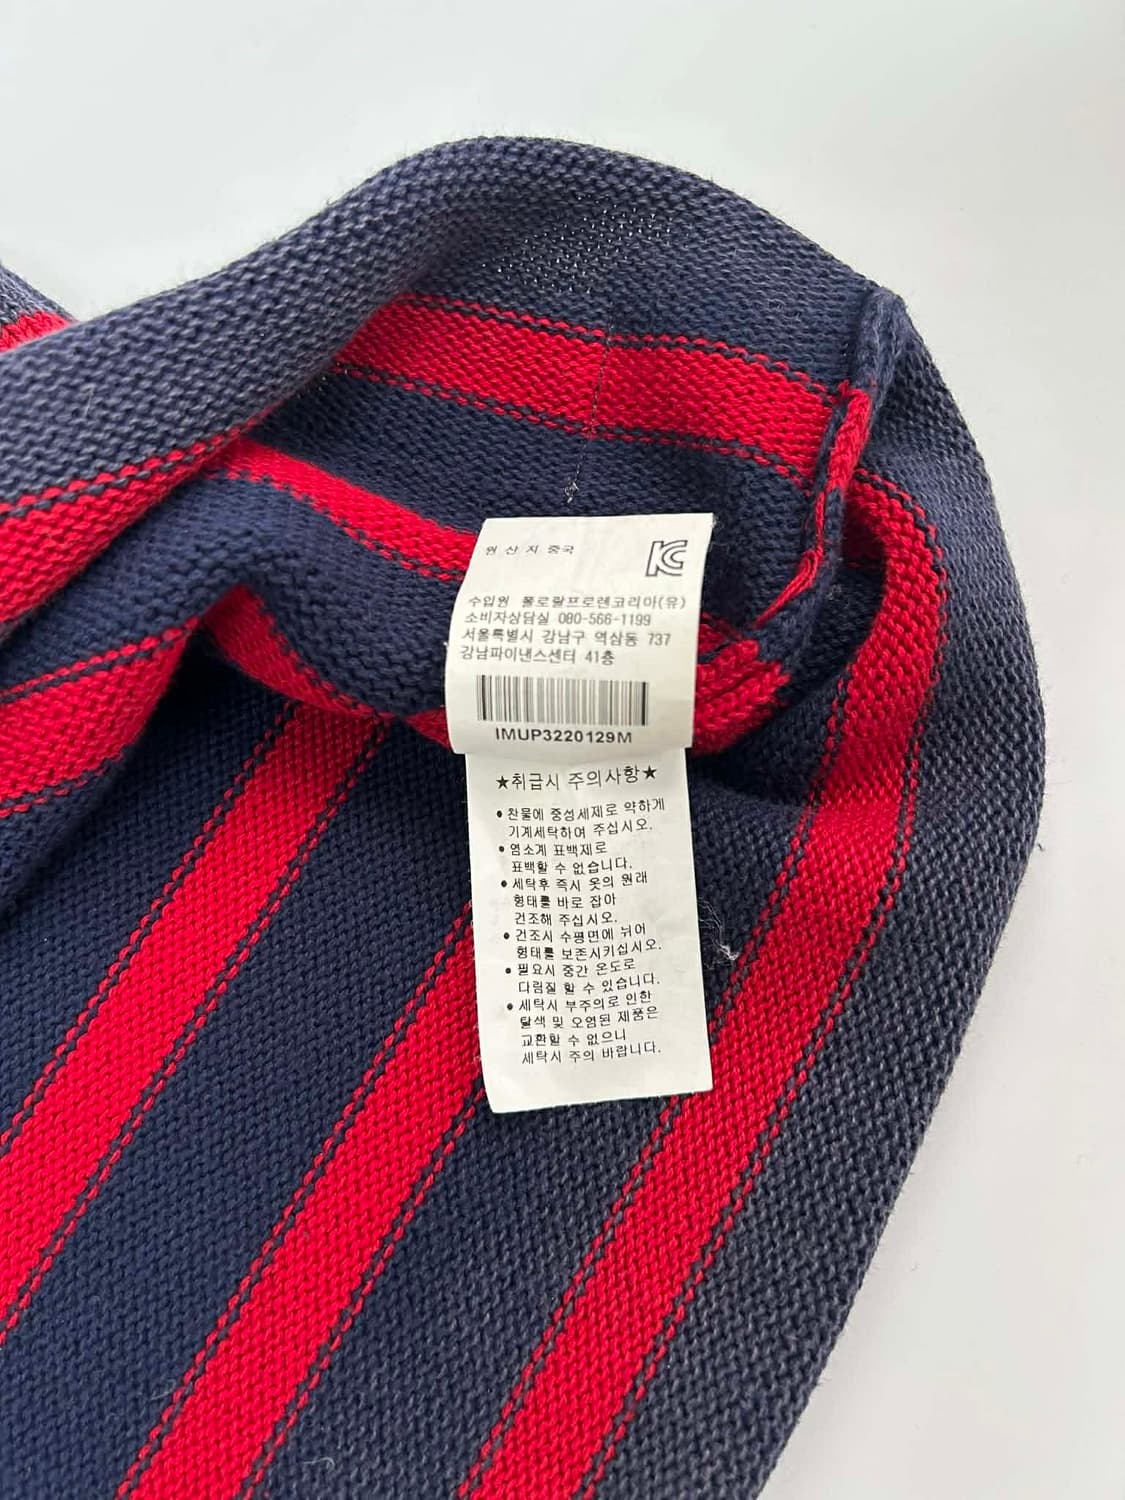 원 산 지 중국
KC
수입원 폴로랄프로렌코리아(유)
소비자상담실 080-566-1199
서울특별시 강남구 역삼동 737
강남파이낸스센터 41층
IMUP3220129M
★취급시 주의사항★
• 찬물에 중성세제로 약하게
기계세탁하여 주십시오.
• 염소계 표백제로
표백할 수 없습니다.
• 세탁후 즉시 옷의 원래
형태를 바로 잡아
건조해 주십시오.
• 건조시 수평면에 뉘어
형태를 보존시키십시오.
• 필요시 중간 온도로
다림질 할 수 있습니다.
• 세탁시 부주의로 인한
탈색 및 오염된 제품은
교환할 수 없으니
세탁시 주의 바랍니다.